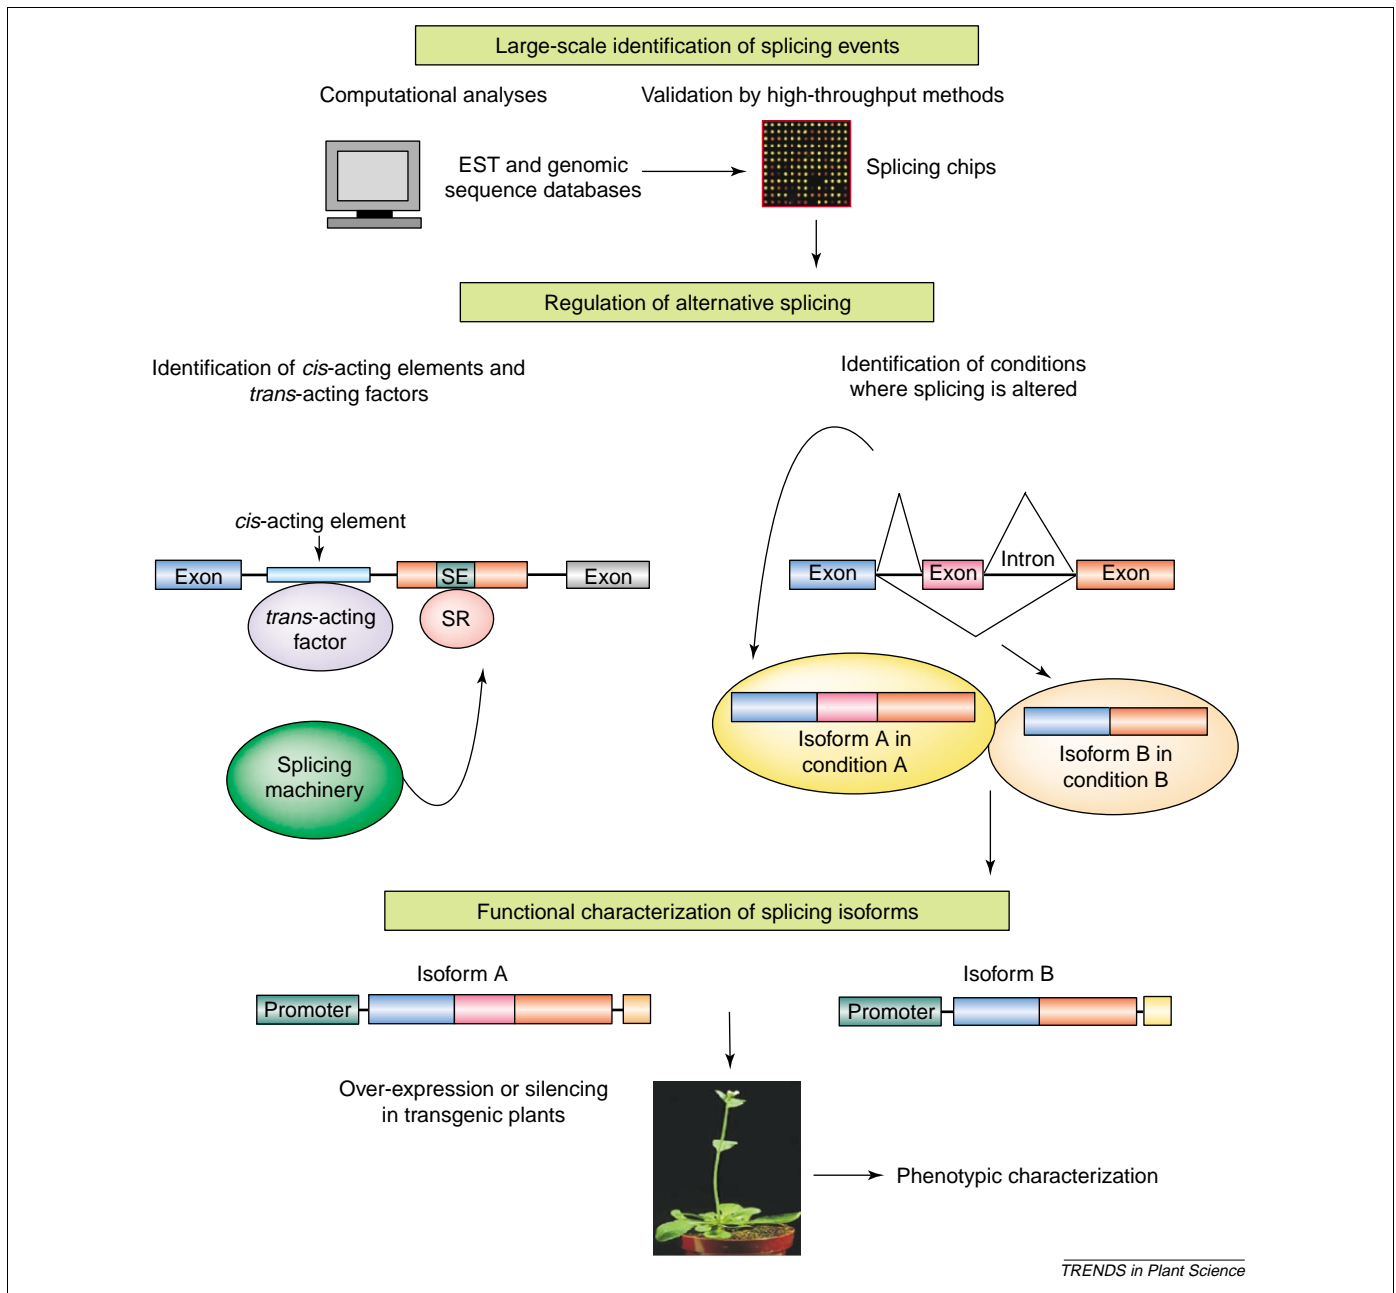 Large-scale identification of splicing events
Computational analyses
Validation by high-throughput methods
EST and genomic
sequence databases
Splicing chips
Regulation of alternative splicing
Identification of cis-acting elements and
trans-acting factors
Identification of conditions
where splicing is altered
cis-acting element
Exon
SE
Exon
trans-acting
factor
SR
Splicing
machinery
Intron
Exon
Exon
Exon
Isoform A in
condition A
Isoform B in
condition B
Functional characterization of splicing isoforms
Isoform A
Promoter
Isoform B
Promoter
Over-expression or silencing
in transgenic plants
Phenotypic characterization
TRENDS in Plant Science